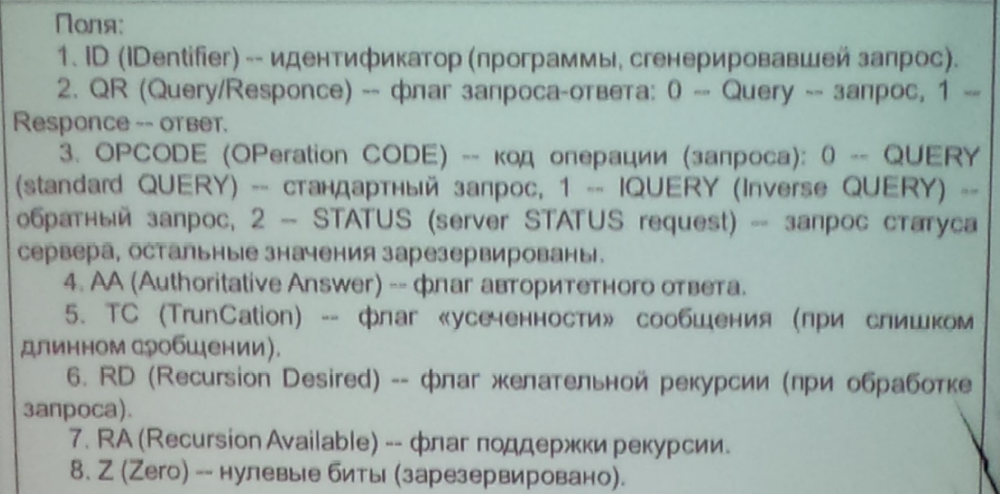 Поля:
1. ID (IDentifier) -- идентификатор (программы, сгенерировавшей запрос).
2. QR (Query/Responce) -- флаг запроса-ответа: 0 -- Query -- запрос, 1 --
Responce -- ответ.
3. OPCODE (OPeration CODE) -- код операции (запроса): 0 -- QUERY
(standard QUERY) -- стандартный запрос, 1 -- IQUERY (Inverse QUERY) --
обратный запрос, 2 -- STATUS (server STATUS request) -- запрос статуса
сервера, остальные значения зарезервированы.
4. AA (Authoritative Answer) -- флаг авторитетного ответа.
5. TC (TrunCation) -- флаг «усеченности» сообщения (при слишком
длинном сообщении).
6. RD (Recursion Desired) -- флаг желательной рекурсии (при обработке
запроса).
7. RA (Recursion Available) -- флаг поддержки рекурсии.
8. Z (Zero) -- нулевые биты (зарезервировано).